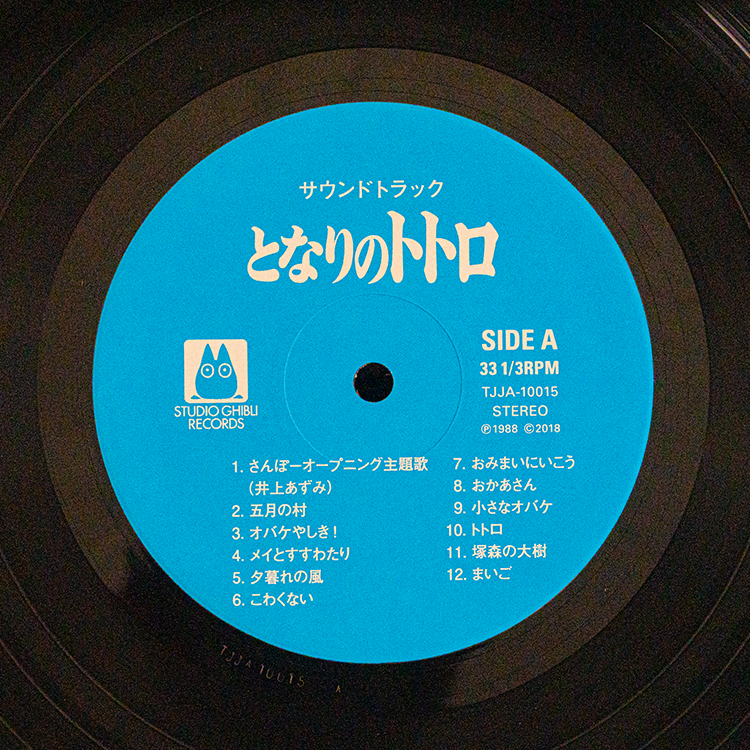 サウンドトラック
となりのトトロ
SIDE A
33 1/3RPM
TJJA-10015
STEREO
Ⓟ1988 ©2018
STUDIO GHIBLI
RECORDS
1. さんぽーオープニング主題歌
(井上あずみ)
2. 五月の村
3. オバケやしき!
4. メイとすすわたり
5. 夕暮れの風
6. こわくない
7. おみまいにいこう
8. おかあさん
9. 小さなオバケ
10. トトロ
11. 塚森の大樹
12. まいご
TJJA-10015 A